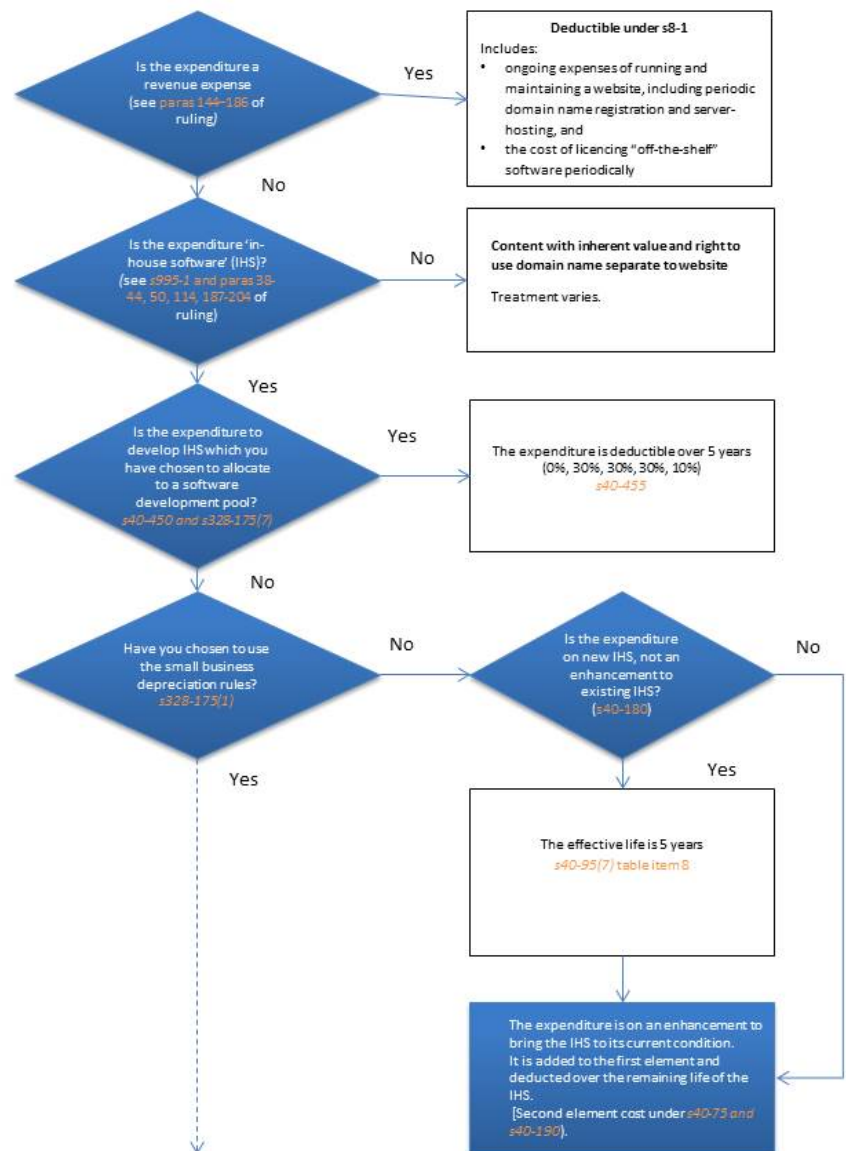 Is the expenditure a
revenue expense
(see paras 144-186 of
ruling)
Yes
Deductible under s8-1
Includes:
• ongoing expenses of running and
maintaining a website, including periodic
domain name registration and server-
hosting, and
• the cost of licencing “off-the-shelf”
software periodically
No
Is the expenditure ‘in-
house software’ (IHS)?
(see s995-1 and paras 38-
44, 50, 114, 187-204 of
ruling)
No
Content with inherent value and right to
use domain name separate to website
Treatment varies.
Yes
Is the expenditure to
develop IHS which you
have chosen to allocate
to a software
development pool?
s40-450 and s328-175(7)
Yes
The expenditure is deductible over 5 years
(0%, 30%, 30%, 30%, 10%)
s40-455
No
Have you chosen to use
the small business
depreciation rules?
s328-175(1)
No
Is the expenditure
on new IHS, not an
enhancement to
existing IHS?
(s40-180)
No
Yes
Yes
The effective life is 5 years
s40-95(7) table item 8
The expenditure is on an enhancement to
bring the IHS to its current condition.
It is added to the first element and
deducted over the remaining life of the
IHS.
[Second element cost under s40-75 and
s40-190).